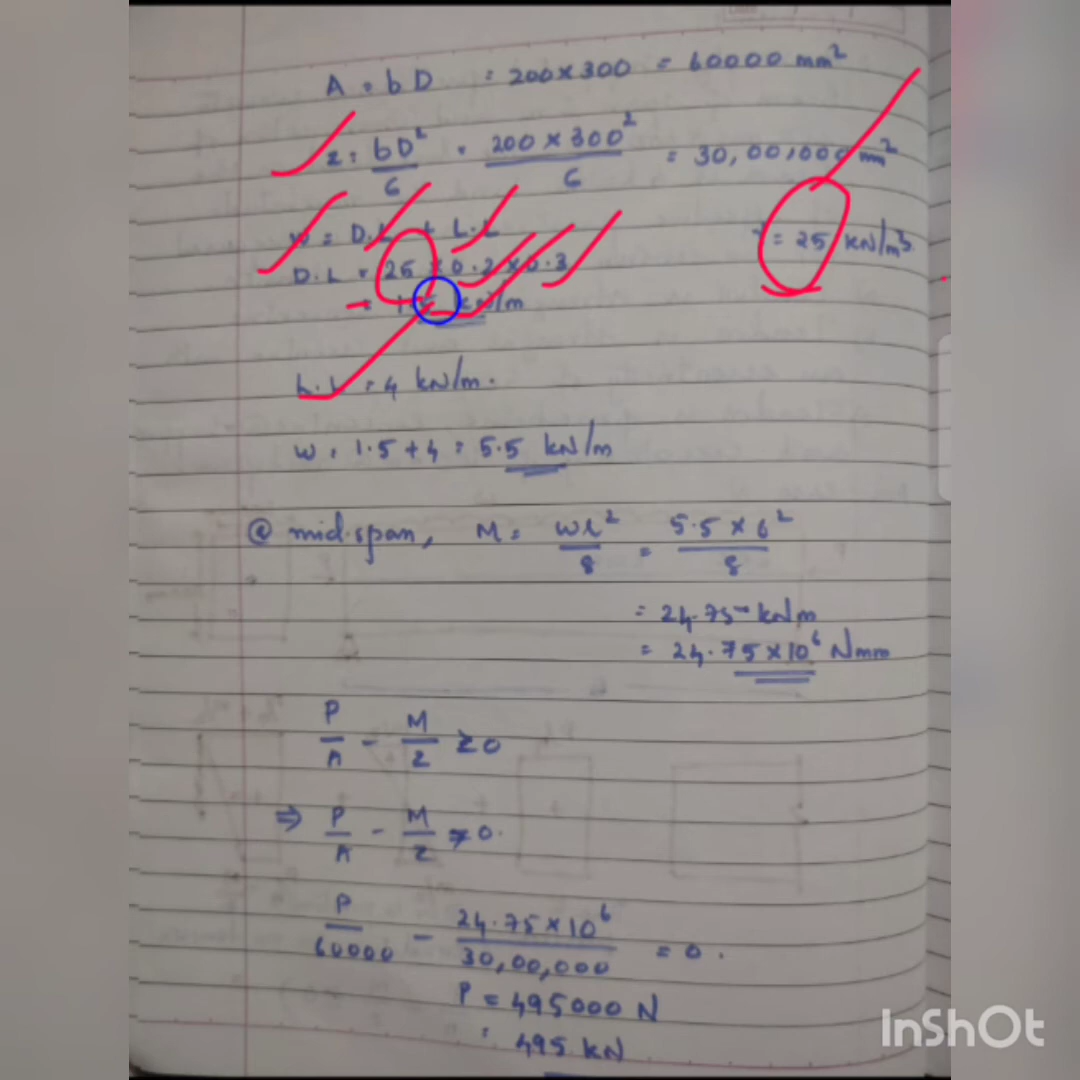 A = bD = 200 × 300 = 60000 mm²
Z = bD²/6 = 200 × 300²/6 = 30,00,000 mm²
w = D.L + L.L
γ = 25 kN/m³
D.L = 25 × 0.2 × 0.3
= 1.5 kN/m
L.L = 4 kN/m.
w = 1.5 + 4 = 5.5 kN/m
@ mid.span, M = wl²/8 = 5.5 × 6²/8
= 24.75 kNm
= 24.75 × 10⁶ Nmm
P/A - M/Z ≥ 0
⇒ P/A - M/Z = 0.
P/60000 - 24.75 × 10⁶/30,00,000 = 0.
P = 495000 N
= 495 kN
InShOt